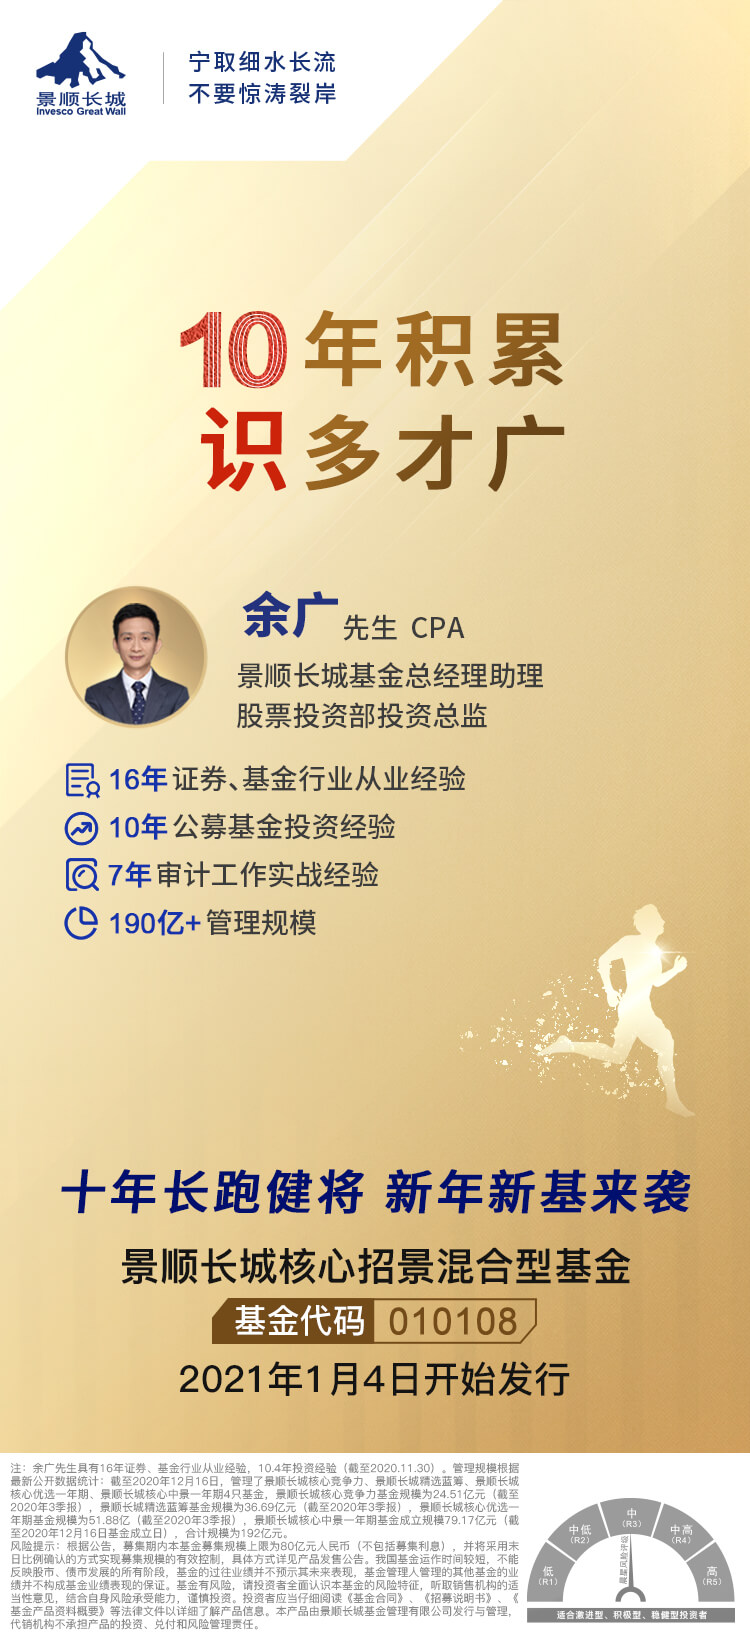 宁取细水长流
不要惊涛裂岸
景顺长城
Invesco Great Wall
10年积累
识多才广
余广先生 CPA
景顺长城基金总经理助理
股票投资部投资总监
16年证券、基金行业从业经验
10年公募基金投资经验
7年审计工作实战经验
190亿+管理规模
十年长跑健将 新年新基来袭
景顺长城核心招景混合型基金
基金代码 010108
2021年1月4日开始发行
注：余广先生具有16年证券、基金行业从业经验，10.4年投资经验（截至2020.11.30）。管理规模根据
最新公开数据统计：截至2020年12月16日，管理了景顺长城核心竞争力、景顺长城精选蓝筹、景顺长城
核心优选一年期、景顺长城核心中景一年期4只基金，景顺长城核心竞争力基金规模为24.51亿元（截至
2020年3季报），景顺长城精选蓝筹基金规模为36.69亿元（截至2020年3季报），景顺长城核心优选一
年期基金规模为51.88亿（截至2020年3季报），景顺长城核心中景一年期基金成立规模79.17亿元（截
至2020年12月16日基金成立日），合计规模为192亿元。
风险提示：根据公告，募集期内本基金募集规模上限为80亿元人民币（不包括募集利息），并将采用末
日比例确认的方式实现募集规模的有效控制，具体方式详见产品发售公告。我国基金运作时间较短，不能
反映股市、债市发展的所有阶段，基金的过往业绩并不预示其未来表现，基金管理人管理的其他基金的业
绩并不构成基金业绩表现的保证。基金有风险，请投资者全面认识本基金的风险特征，听取销售机构的适
当性意见，结合自身风险承受能力，谨慎投资。投资者应当仔细阅读《基金合同》、《招募说明书》、《
基金产品资料概要》等法律文件以详细了解产品信息。本产品由景顺长城基金管理有限公司发行与管理，
代销机构不承担产品的投资、兑付和风险管理责任。
低
(R1)
中低
(R2)
中
(R3)
中高
(R4)
高
(R5)
适合激进型、积极型、稳健型投资者